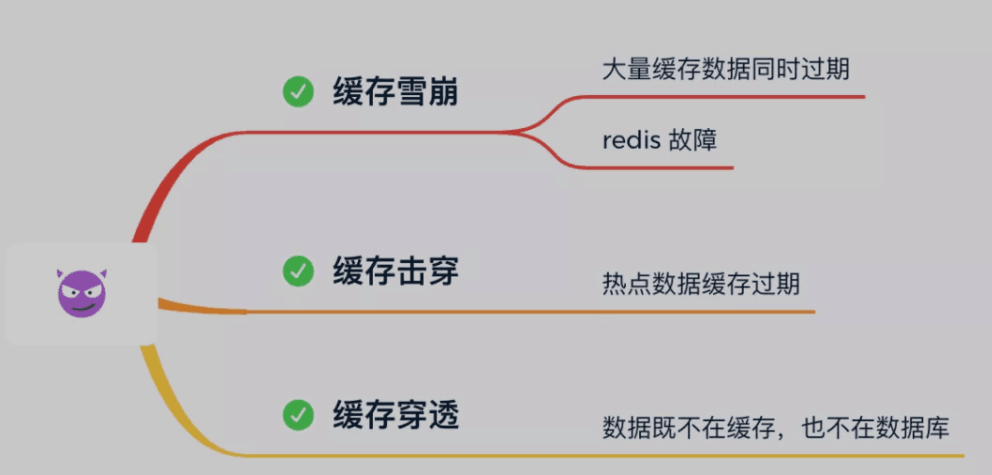 缓存雪崩
大量缓存数据同时过期
redis 故障
缓存击穿
热点数据缓存过期
缓存穿透
数据既不在缓存，也不在数据库